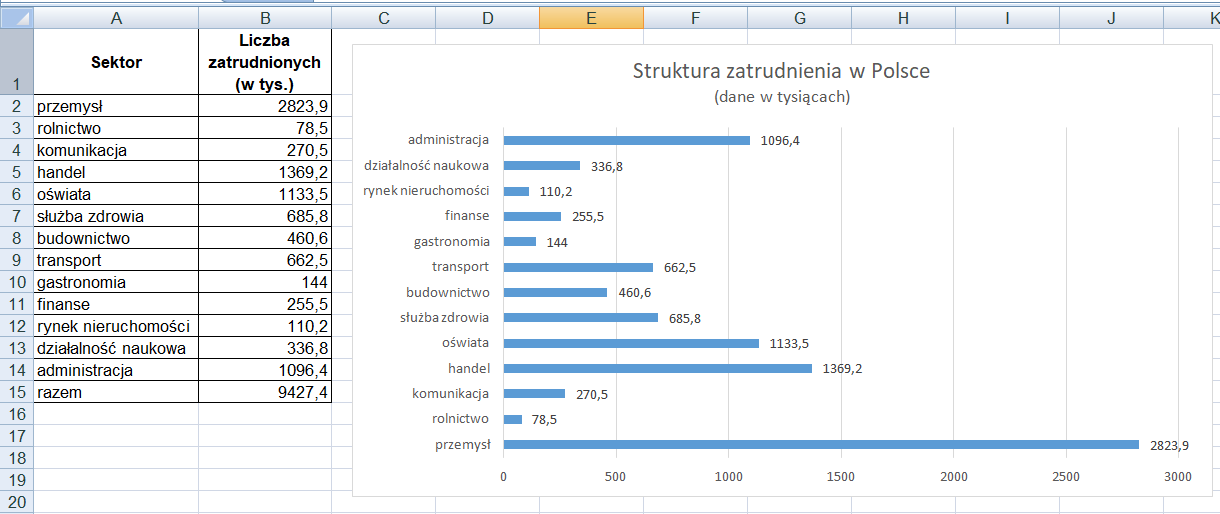 A B C D E F G H I J K
1 Sektor Liczba
zatrudnionych
(w tys.)
2 przemysł 2823,9
3 rolnictwo 78,5
4 komunikacja 270,5
5 handel 1369,2
6 oświata 1133,5
7 służba zdrowia 685,8
8 budownictwo 460,6
9 transport 662,5
10 gastronomia 144
11 finanse 255,5
12 rynek nieruchomości 110,2
13 działalność naukowa 336,8
14 administracja 1096,4
15 razem 9427,4
16
17
18
19
20
Struktura zatrudnienia w Polsce
(dane w tysiącach)
administracja 1096,4
działalność naukowa 336,8
rynek nieruchomości 110,2
finanse 255,5
gastronomia 144
transport 662,5
budownictwo 460,6
służba zdrowia 685,8
oświata 1133,5
handel 1369,2
komunikacja 270,5
rolnictwo 78,5
przemysł 2823,9
0 500 1000 1500 2000 2500 3000